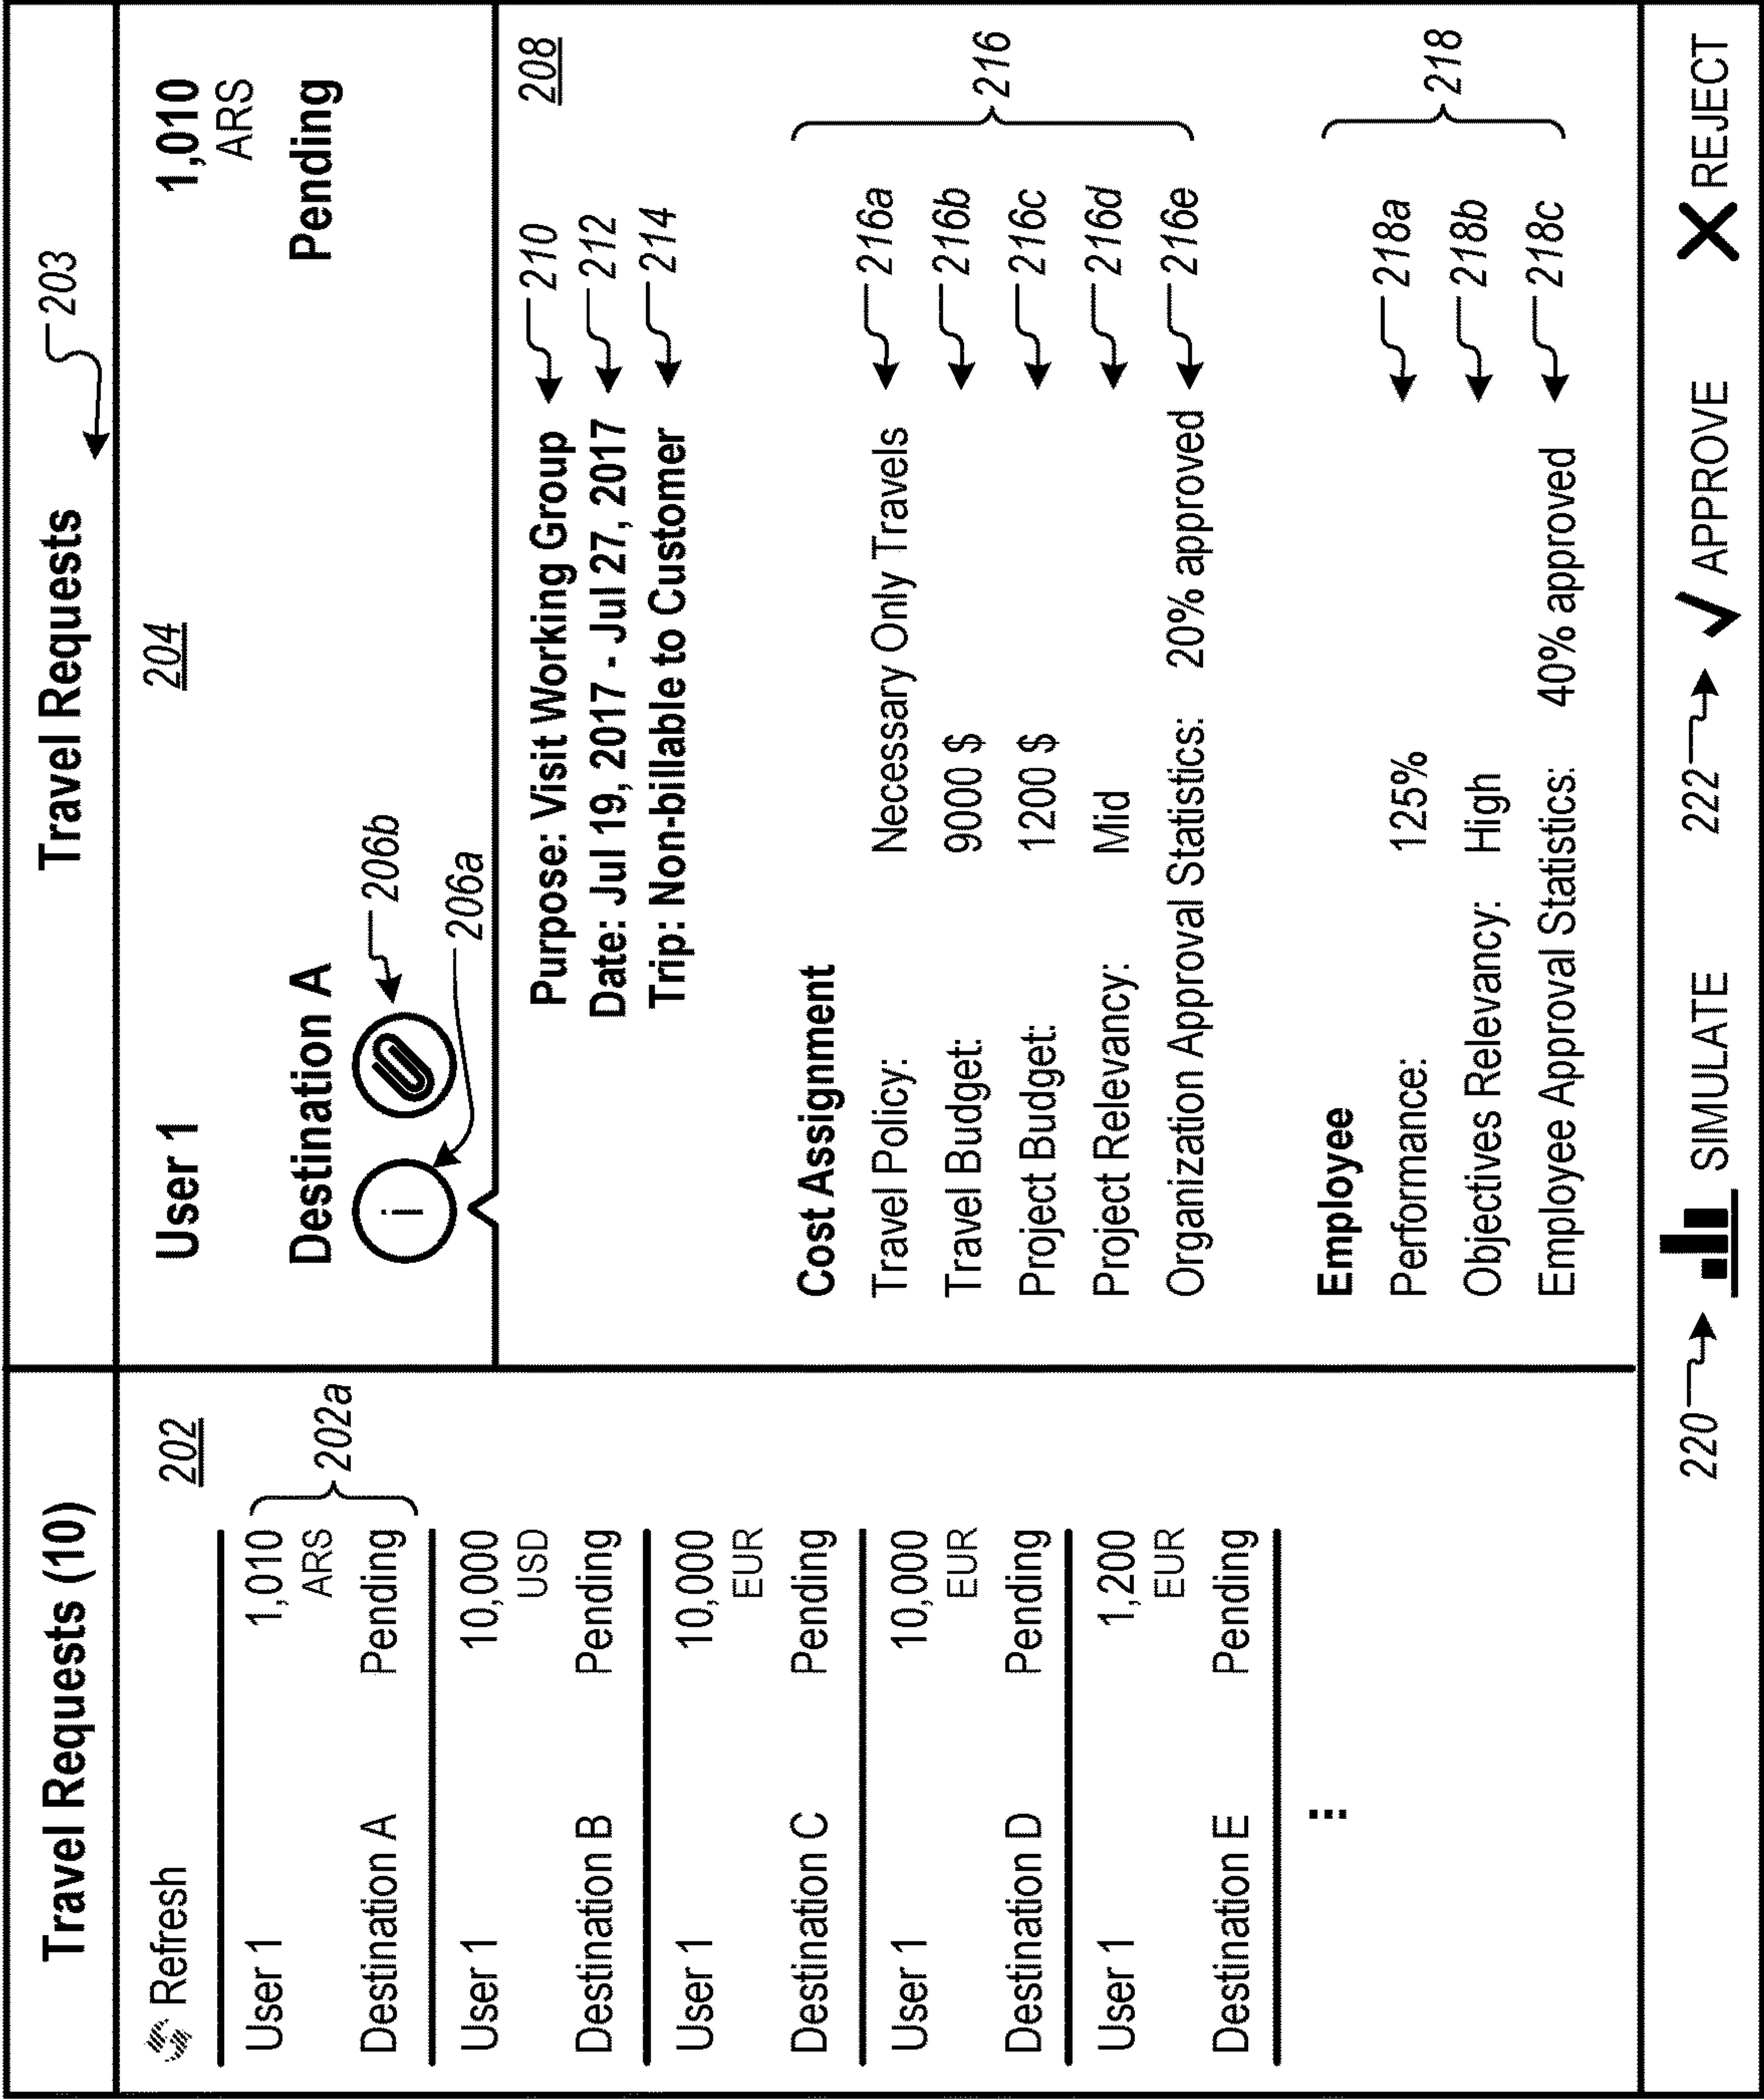 Travel Requests (10)
Refresh
202
User 1 1,010
ARS
Destination A Pending
202a
User 1 10,000
USD
Destination B Pending
User 1 10,000
EUR
Destination C Pending
User 1 10,000
EUR
Destination D Pending
User 1 1,200
EUR
Destination E Pending
...
Travel Requests
203
204
User 1 1,010
ARS
Destination A Pending
i
206b
206a
208
Purpose: Visit Working Group 210
Date: Jul 19, 2017 - Jul 27, 2017 212
Trip: Non-billable to Customer 214
Cost Assignment
Travel Policy: Necessary Only Travels 216a
Travel Budget: 9000 $ 216b
Project Budget: 1200 $ 216c
Project Relevancy: Mid 216d
Organization Approval Statistics: 20% approved 216e
216
Employee
Performance: 125% 218a
Objectives Relevancy: High 218b
Employee Approval Statistics: 40% approved 218c
218
220 SIMULATE 222 APPROVE REJECT